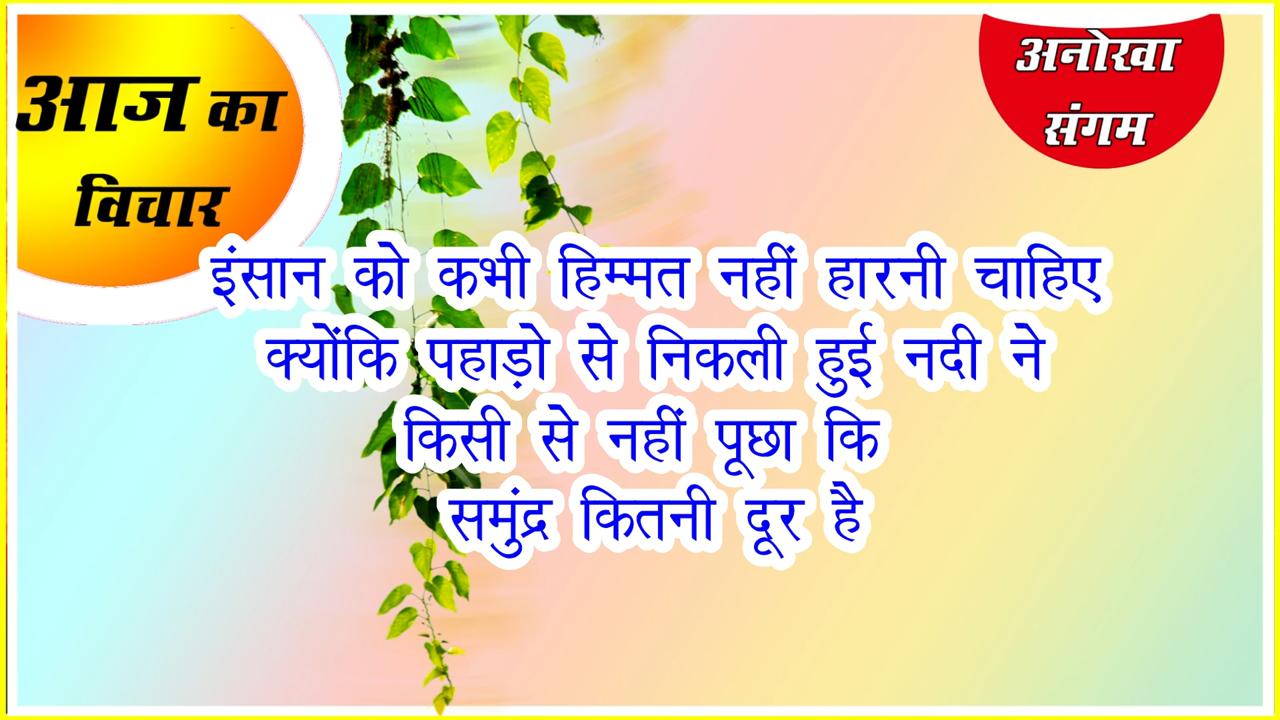 आज का
विचार
अनोखा
संगम
इंसान को कभी हिम्मत नहीं हारनी चाहिए
क्योंकि पहाड़ो से निकली हुई नदी ने
किसी से नहीं पूछा कि
समुंद्र कितनी दूर है